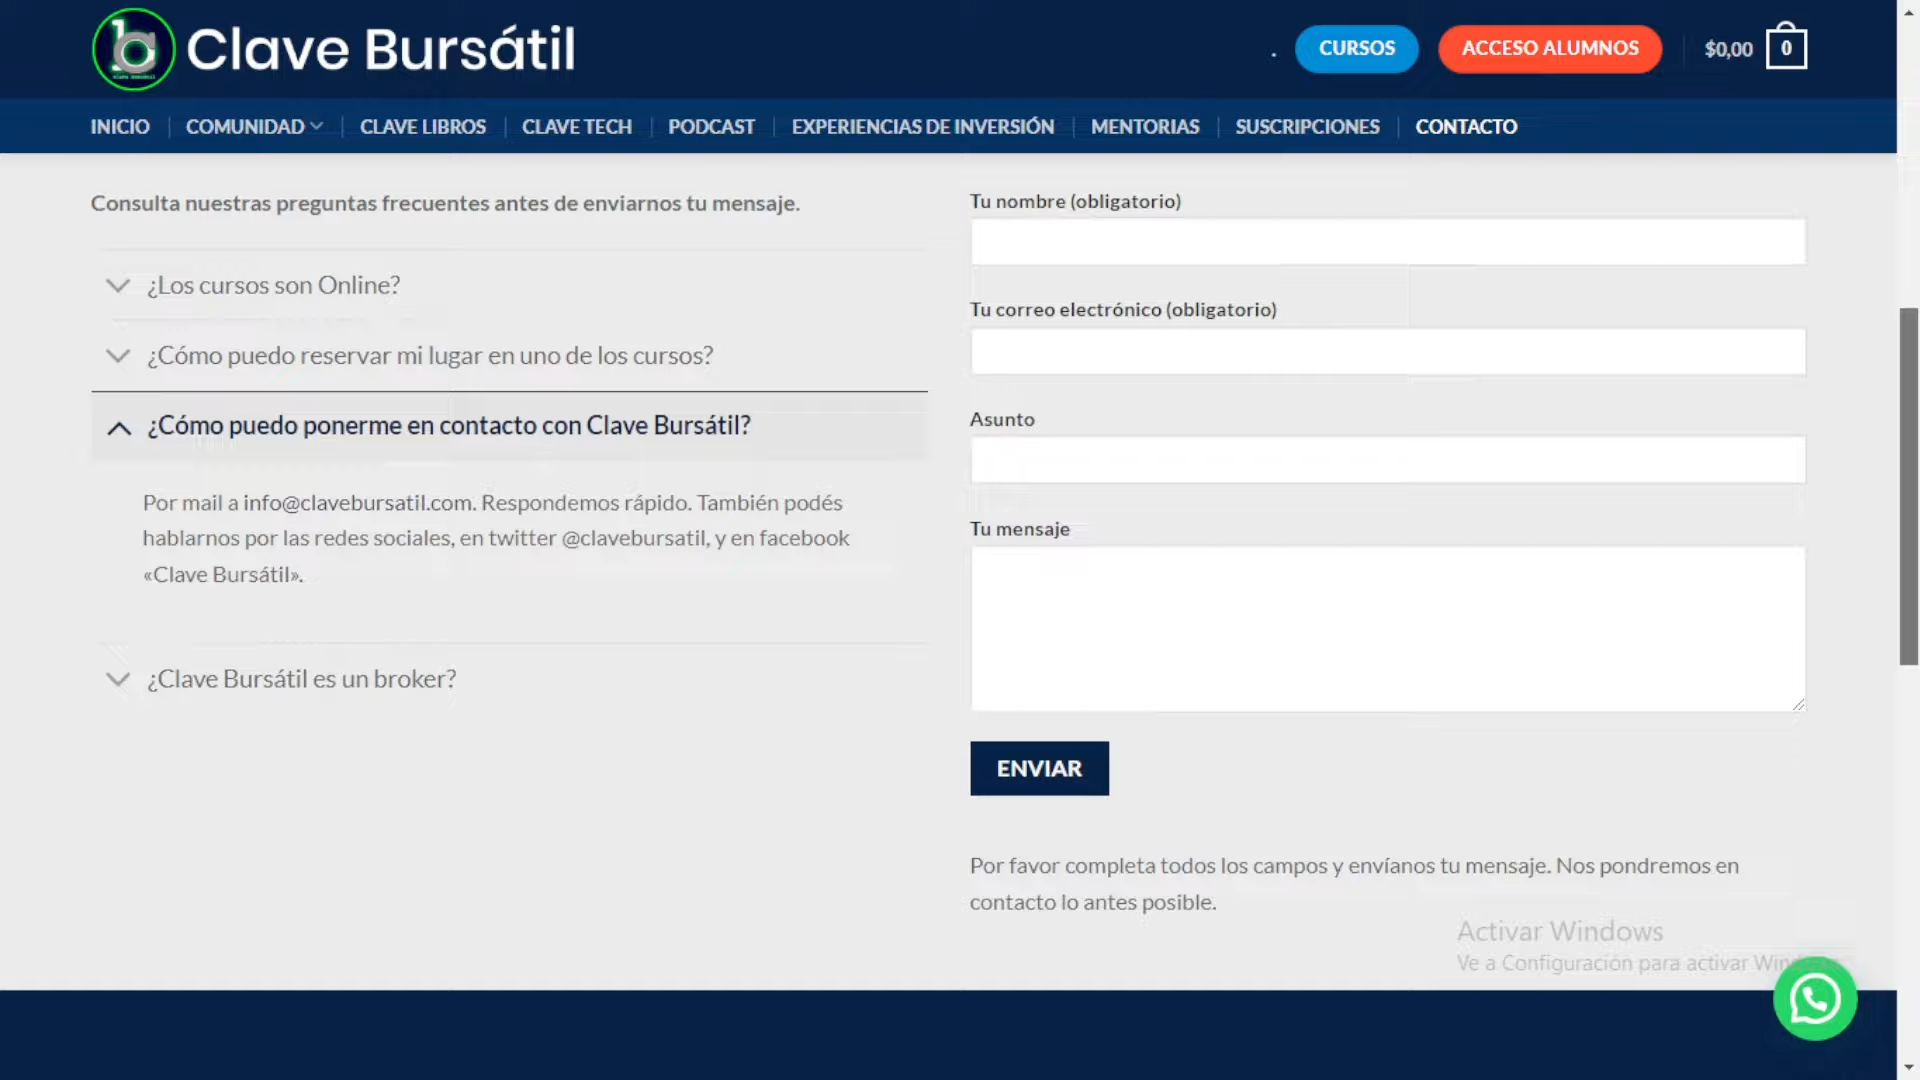 Clave Bursátil
.
CURSOS
ACCESO ALUMNOS
$0,00
0
INICIO
COMUNIDAD
CLAVE LIBROS
CLAVE TECH
PODCAST
EXPERIENCIAS DE INVERSIÓN
MENTORIAS
SUSCRIPCIONES
CONTACTO
Consulta nuestras preguntas frecuentes antes de enviarnos tu mensaje.
¿Los cursos son Online?
¿Cómo puedo reservar mi lugar en uno de los cursos?
¿Cómo puedo ponerme en contacto con Clave Bursátil?
Por mail a info@clavebursatil.com. Respondemos rápido. También podés
hablarnos por las redes sociales, en twitter @clavebursatil, y en facebook
«Clave Bursátil».
¿Clave Bursátil es un broker?
Tu nombre (obligatorio)
Tu correo electrónico (obligatorio)
Asunto
Tu mensaje
ENVIAR
Por favor completa todos los campos y envíanos tu mensaje. Nos pondremos en
contacto lo antes posible.
Activar Windows
Ve a Configuración para activar